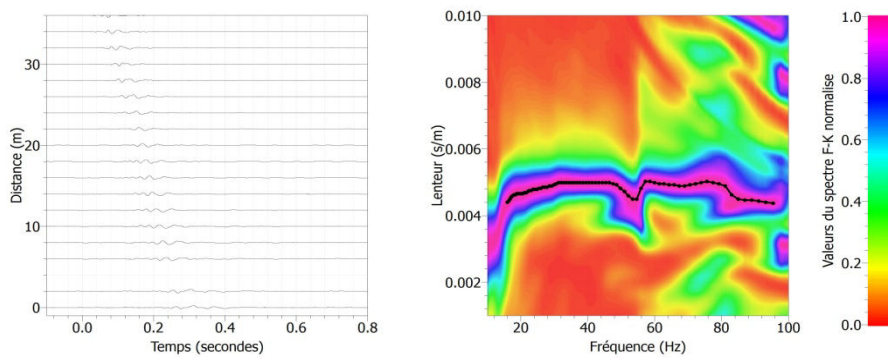 30
20
10
0
Distance (m)
0.0 0.2 0.4 0.6 0.8
Temps (secondes)
0.010
0.008
0.006
0.004
0.002
Lenteur (s/m)
20 40 60 80 100
Fréquence (Hz)
1.0
0.8
0.6
0.4
0.2
0.0
Valeurs du spectre F-K normalise